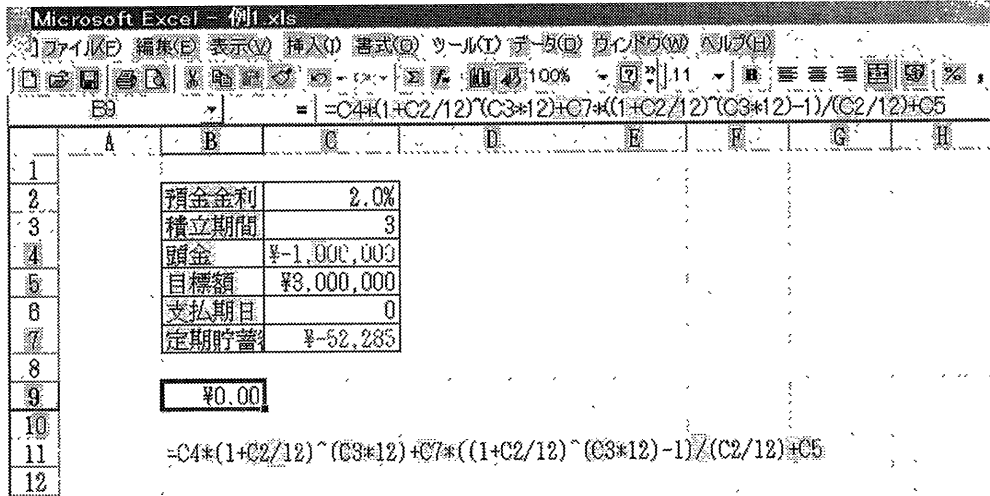 Microsoft Excel - 例1.xls
ファイル(F) 編集(E) 表示(V) 挿入(I) 書式(O) ツール(T) データ(D) ウィンドウ(W) ヘルプ(H)
100% 11
B9 = =C4*(1+C2/12)^(C3*12)+C7*((1+C2/12)^(C3*12)-1)/(C2/12)+C5
A B C D E F G H
1
2 預金金利 2.0%
3 積立期間 3
4 頭金 ¥-1,000,000
5 目標額 ¥3,000,000
6 支払期日 0
7 定期貯蓄 ¥-52,285
8
9 ¥0.00
10
11 =C4*(1+C2/12)^(C3*12)+C7*((1+C2/12)^(C3*12)-1)/(C2/12)+C5
12